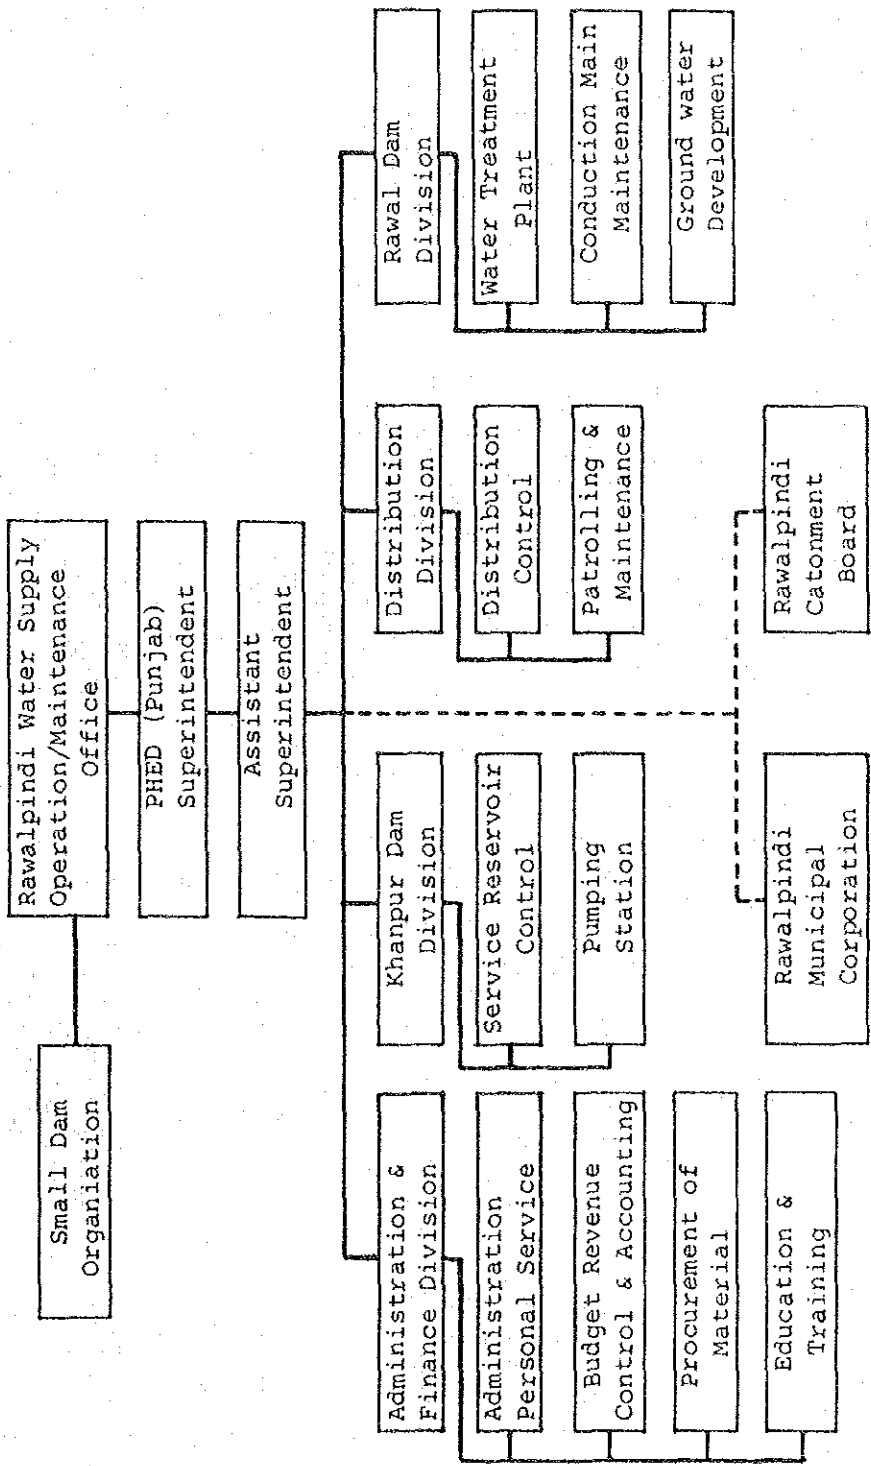 Rawalpindi Water Supply
Operation/Maintenance
Office
Small Dam
Organiation
PHED (Punjab)
Superintendent
Assistant
Superintendent
Administration &
Finance Division
Administration
Personal Service
Budget Revenue
Control & Accounting
Procurement of
Material
Education &
Training
Khanpur Dam
Division
Service Reservoir
Control
Pumping
Station
Distribution
Division
Distribution
Control
Patrolling &
Maintenance
Rawal Dam
Division
Water Treatment
Plant
Conduction Main
Maintenance
Ground water
Development
Rawalpindi
Municipal
Corporation
Rawalpindi
Catonment
Board